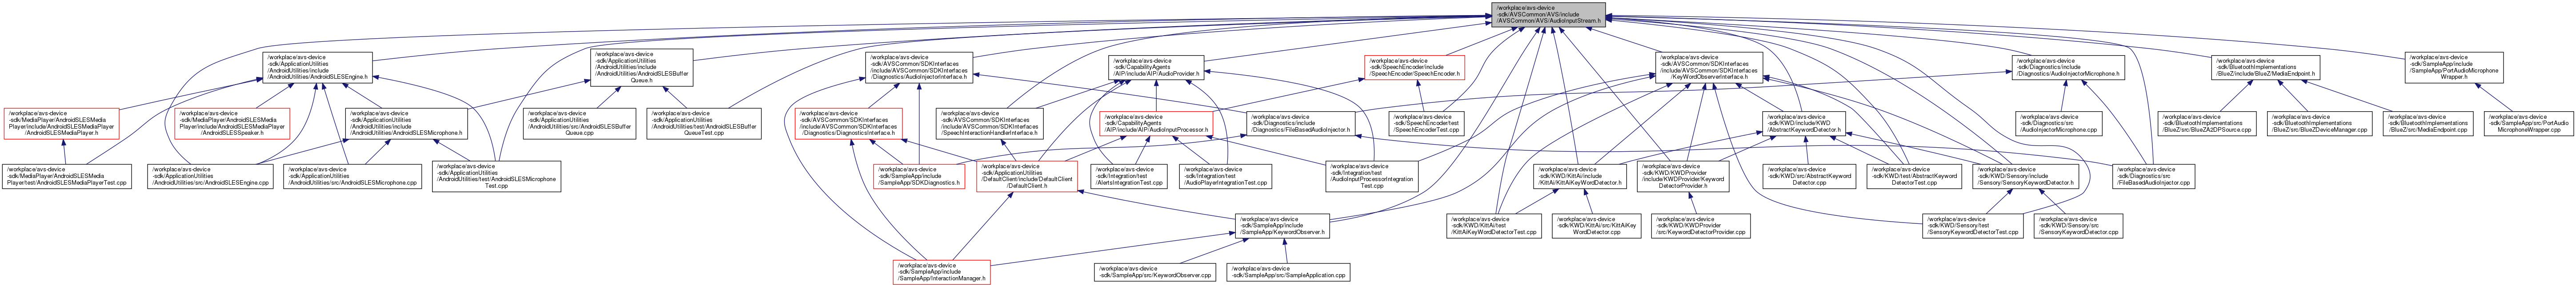 /workplace/avs-device
-sdk/AVSCommon/AVS/include
/AVSCommon/AVS/AudioInputStream.h
/workplace/avs-device
-sdk/ApplicationUtilities
/AndroidUtilities/include
/AndroidUtilities/AndroidSLESEngine.h
/workplace/avs-device
-sdk/ApplicationUtilities
/AndroidUtilities/include
/AndroidUtilities/AndroidSLESBuffer
Queue.h
/workplace/avs-device
-sdk/AVSCommon/SDKInterfaces
/include/AVSCommon/SDKInterfaces
/Diagnostics/AudioInjectorInterface.h
/workplace/avs-device
-sdk/CapabilityAgents
/AIP/include/AIP/AudioProvider.h
/workplace/avs-device
-sdk/SpeechEncoder/include
/SpeechEncoder/SpeechEncoder.h
/workplace/avs-device
-sdk/AVSCommon/SDKInterfaces
/include/AVSCommon/SDKInterfaces
/KeyWordObserverInterface.h
/workplace/avs-device
-sdk/Diagnostics/include
/Diagnostics/AudioInjectorMicrophone.h
/workplace/avs-device
-sdk/BluetoothImplementations
/BlueZ/include/BlueZ/MediaEndpoint.h
/workplace/avs-device
-sdk/SampleApp/include
/SampleApp/PortAudioMicrophone
Wrapper.h
/workplace/avs-device
-sdk/MediaPlayer/AndroidSLESMedia
Player/include/AndroidSLESMediaPlayer
/AndroidSLESMediaPlayer.h
/workplace/avs-device
-sdk/MediaPlayer/AndroidSLESMedia
Player/include/AndroidSLESMediaPlayer
/AndroidSLESSpeaker.h
/workplace/avs-device
-sdk/ApplicationUtilities
/AndroidUtilities/include
/AndroidUtilities/AndroidSLESMicrophone.h
/workplace/avs-device
-sdk/ApplicationUtilities
/AndroidUtilities/src/AndroidSLESBuffer
Queue.cpp
/workplace/avs-device
-sdk/ApplicationUtilities
/AndroidUtilities/test/AndroidSLESBuffer
QueueTest.cpp
/workplace/avs-device
-sdk/AVSCommon/SDKInterfaces
/include/AVSCommon/SDKInterfaces
/Diagnostics/DiagnosticsInterface.h
/workplace/avs-device
-sdk/AVSCommon/SDKInterfaces
/include/AVSCommon/SDKInterfaces
/SpeechInteractionHandlerInterface.h
/workplace/avs-device
-sdk/CapabilityAgents
/AIP/include/AIP/AudioInputProcessor.h
/workplace/avs-device
-sdk/Diagnostics/include
/Diagnostics/FileBasedAudioInjector.h
/workplace/avs-device
-sdk/SpeechEncoder/test
/SpeechEncoderTest.cpp
/workplace/avs-device
-sdk/KWD/include/KWD
/AbstractKeywordDetector.h
/workplace/avs-device
-sdk/Diagnostics/src
/AudioInjectorMicrophone.cpp
/workplace/avs-device
-sdk/BluetoothImplementations
/BlueZ/src/BlueZA2DPSource.cpp
/workplace/avs-device
-sdk/BluetoothImplementations
/BlueZ/src/BlueZDeviceManager.cpp
/workplace/avs-device
-sdk/BluetoothImplementations
/BlueZ/src/MediaEndpoint.cpp
/workplace/avs-device
-sdk/SampleApp/src/PortAudio
MicrophoneWrapper.cpp
/workplace/avs-device
-sdk/MediaPlayer/AndroidSLESMedia
Player/test/AndroidSLESMediaPlayerTest.cpp
/workplace/avs-device
-sdk/ApplicationUtilities
/AndroidUtilities/src/AndroidSLESEngine.cpp
/workplace/avs-device
-sdk/ApplicationUtilities
/AndroidUtilities/src/AndroidSLESMicrophone.cpp
/workplace/avs-device
-sdk/ApplicationUtilities
/AndroidUtilities/test/AndroidSLESMicrophone
Test.cpp
/workplace/avs-device
-sdk/SampleApp/include
/SampleApp/SDKDiagnostics.h
/workplace/avs-device
-sdk/ApplicationUtilities
/DefaultClient/include/DefaultClient
/DefaultClient.h
/workplace/avs-device
-sdk/Integration/test
/AlertsIntegrationTest.cpp
/workplace/avs-device
-sdk/Integration/test
/AudioPlayerIntegrationTest.cpp
/workplace/avs-device
-sdk/Integration/test
/AudioInputProcessorIntegration
Test.cpp
/workplace/avs-device
-sdk/KWD/KittAi/include
/KittAi/KittAiKeyWordDetector.h
/workplace/avs-device
-sdk/KWD/KWDProvider
/include/KWDProvider/Keyword
DetectorProvider.h
/workplace/avs-device
-sdk/KWD/src/AbstractKeyword
Detector.cpp
/workplace/avs-device
-sdk/KWD/test/AbstractKeyword
DetectorTest.cpp
/workplace/avs-device
-sdk/KWD/Sensory/include
/Sensory/SensoryKeywordDetector.h
/workplace/avs-device
-sdk/Diagnostics/src
/FileBasedAudioInjector.cpp
/workplace/avs-device
-sdk/SampleApp/include
/SampleApp/KeywordObserver.h
/workplace/avs-device
-sdk/KWD/KittAi/test
/KittAiKeyWordDetectorTest.cpp
/workplace/avs-device
-sdk/KWD/KittAi/src/KittAiKey
WordDetector.cpp
/workplace/avs-device
-sdk/KWD/KWDProvider
/src/KeywordDetectorProvider.cpp
/workplace/avs-device
-sdk/KWD/Sensory/test
/SensoryKeywordDetectorTest.cpp
/workplace/avs-device
-sdk/KWD/Sensory/src
/SensoryKeywordDetector.cpp
/workplace/avs-device
-sdk/SampleApp/include
/SampleApp/InteractionManager.h
/workplace/avs-device
-sdk/SampleApp/src/KeywordObserver.cpp
/workplace/avs-device
-sdk/SampleApp/src/SampleApplication.cpp